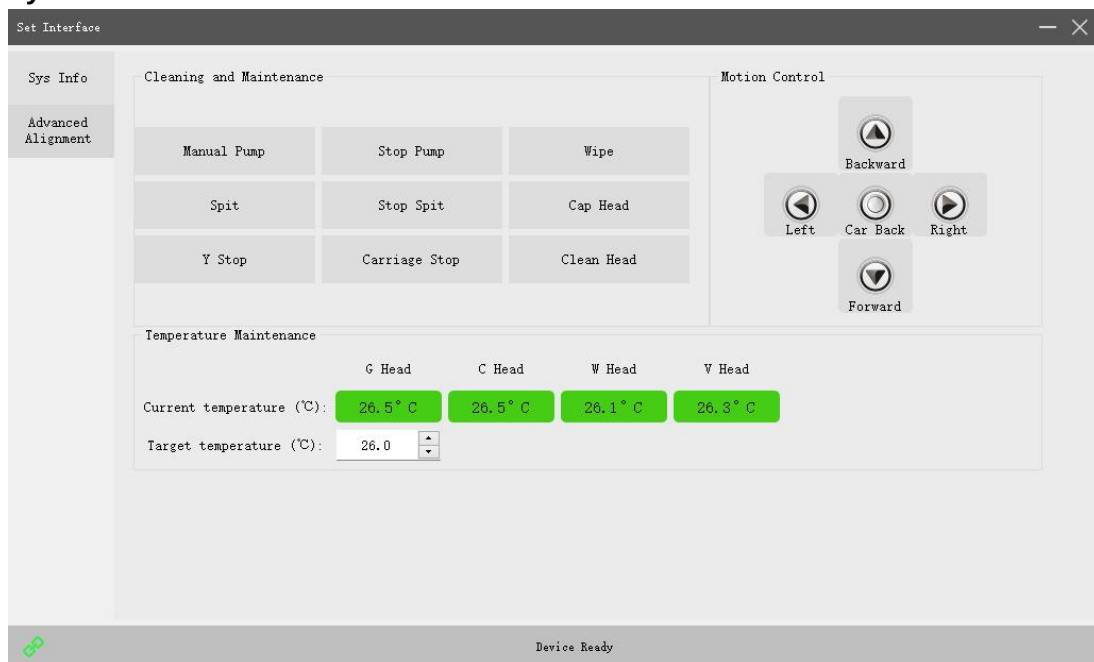 Set Interface
Sys Info
Advanced
Alignment
Cleaning and Maintenance
Manual Pump
Stop Pump
Wipe
Spit
Stop Spit
Cap Head
Y Stop
Carriage Stop
Clean Head
Motion Control
Backward
Left
Car Back
Right
Forward
Temperature Maintenance
G Head
C Head
W Head
V Head
Current temperature (℃):
26.5° C
26.5° C
26.1° C
26.3° C
Target temperature (℃):
26.0
Device Ready